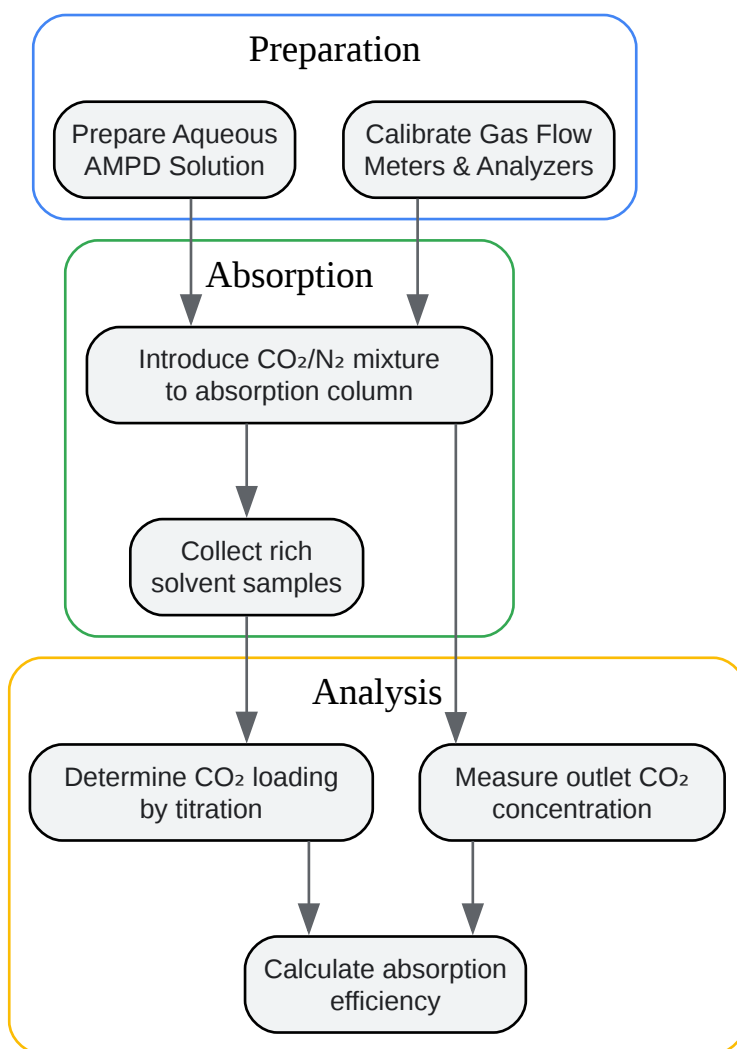 Preparation
Prepare Aqueous
AMPD Solution
Calibrate Gas Flow
Meters & Analyzers
Absorption
Introduce CO₂/N₂ mixture
to absorption column
Collect rich
solvent samples
Analysis
Determine CO₂ loading
by titration
Measure outlet CO₂
concentration
Calculate absorption
efficiency